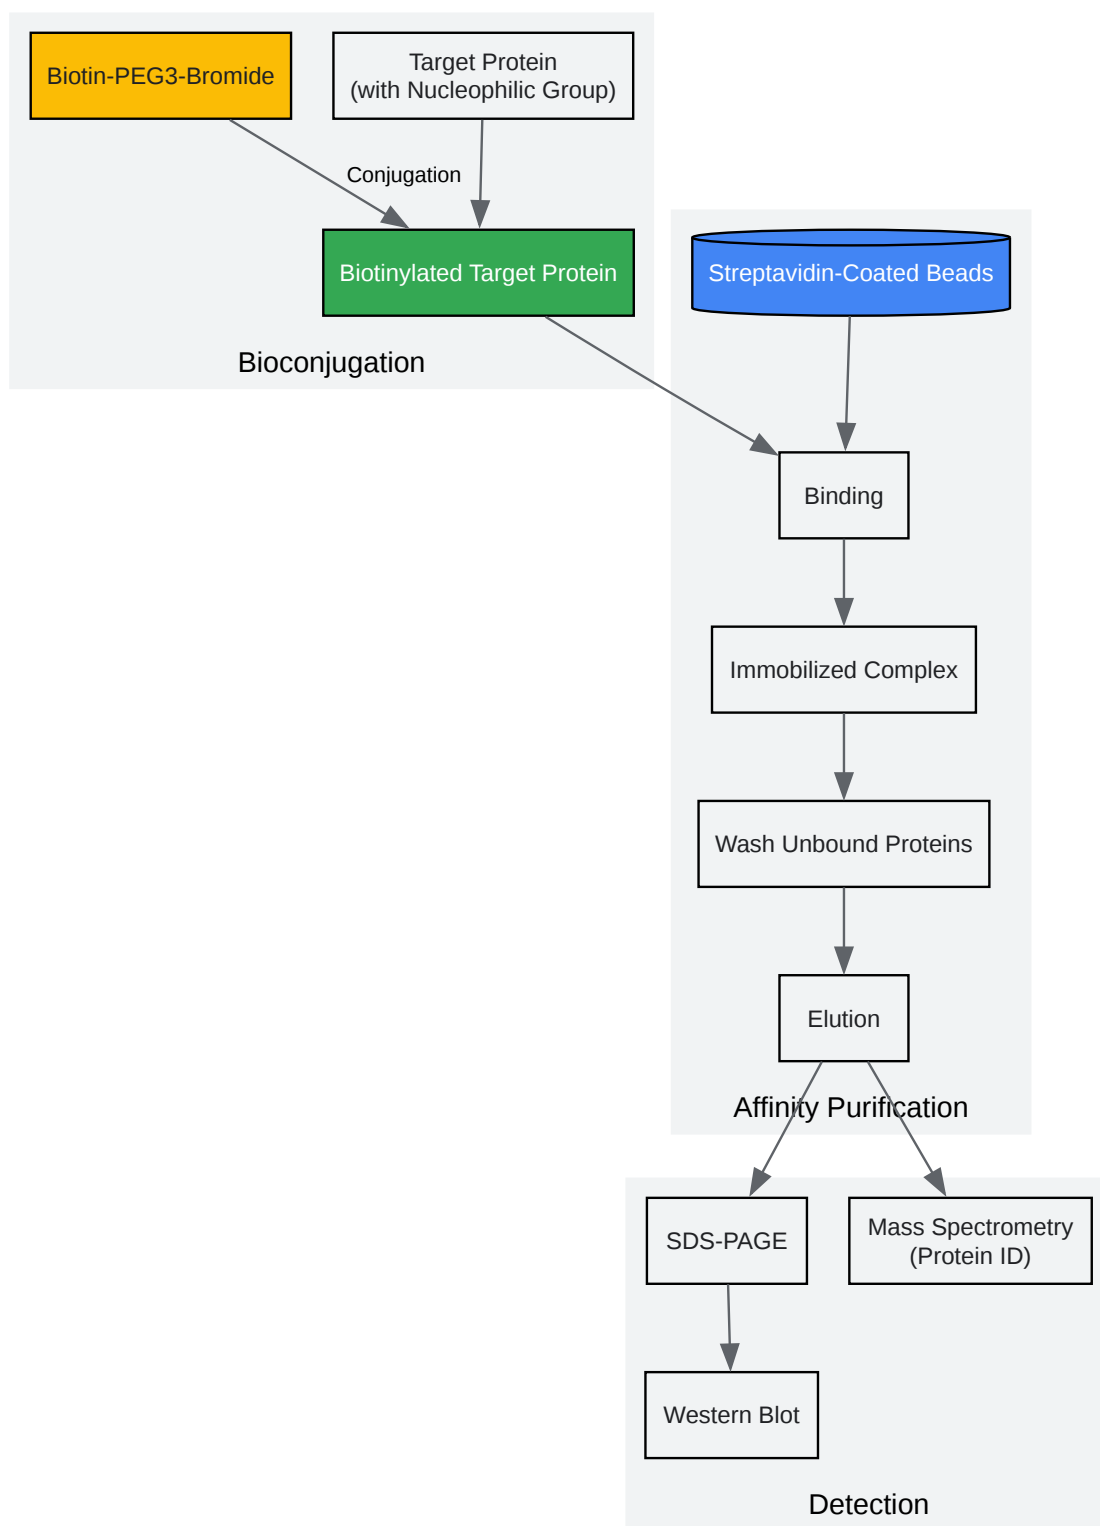 Biotin-PEG3-Bromide
Target Protein
(with Nucleophilic Group)
Conjugation
Biotinylated Target Protein
Streptavidin-Coated Beads
Bioconjugation
Binding
Immobilized Complex
Wash Unbound Proteins
Elution
Affinity Purification
SDS-PAGE
Mass Spectrometry
(Protein ID)
Western Blot
Detection